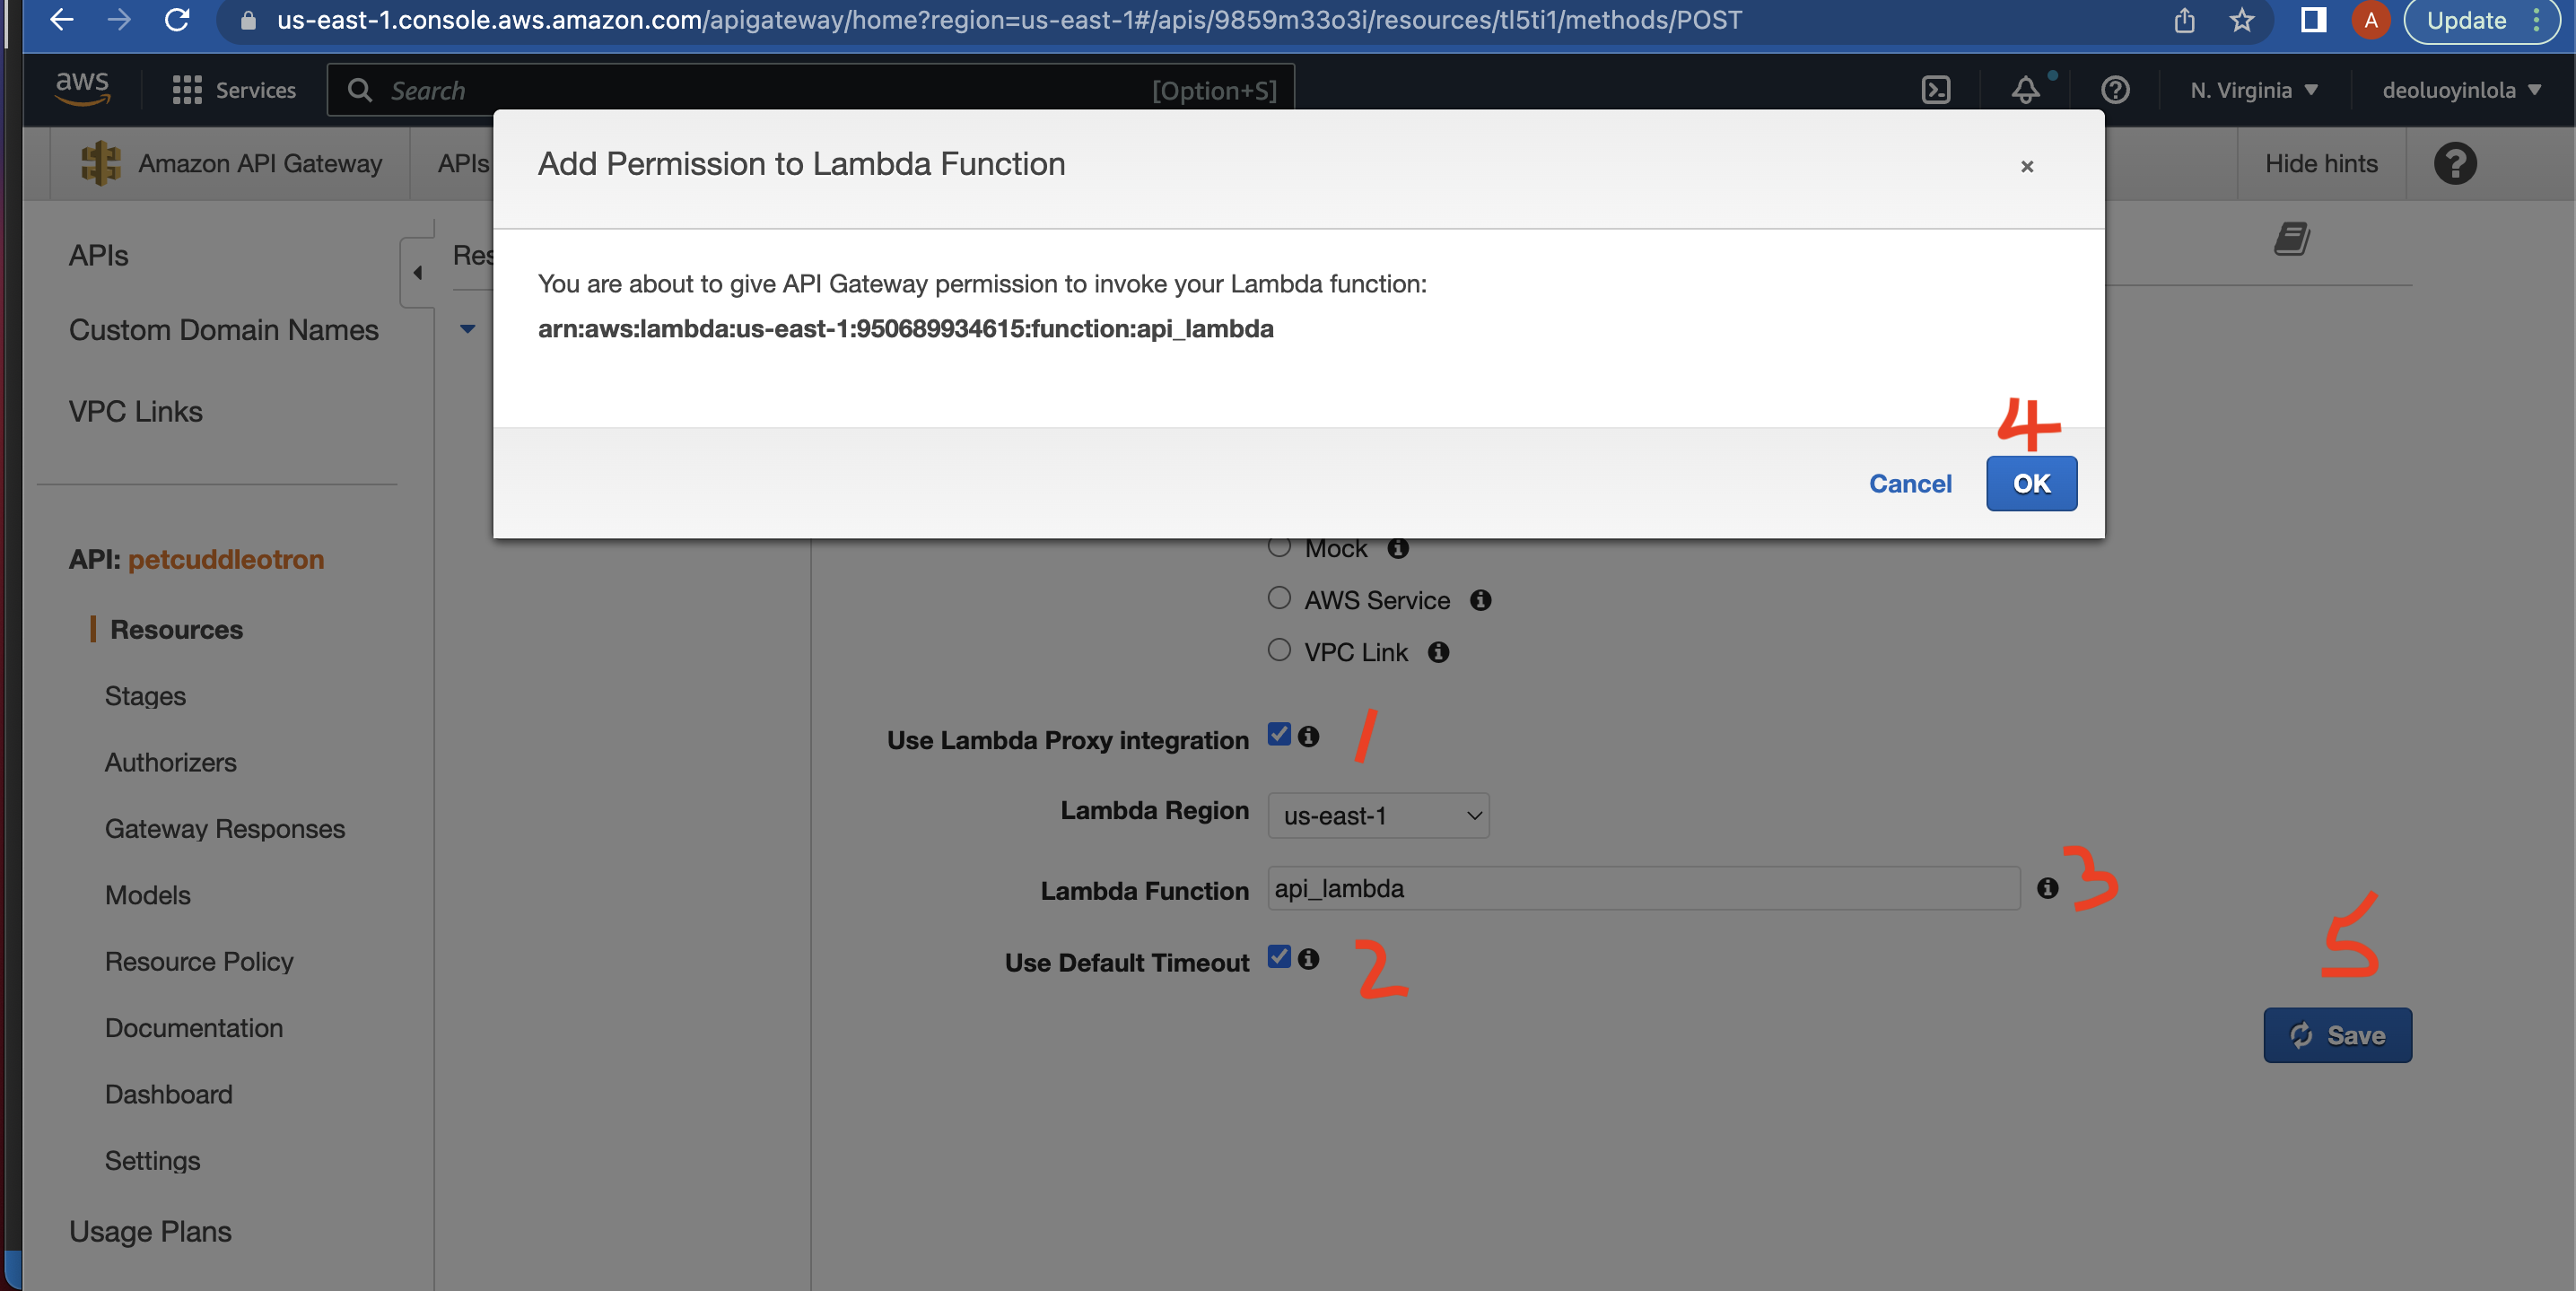 us-east-1.console.aws.amazon.com/apigateway/home?region=us-east-1#/apis/9859m33o3i/resources/tl5ti1/methods/POST
A
Update
aws
Services
Search
[Option+S]
N. Virginia
deoluoyinlola
Amazon API Gateway
APIs
Hide hints
Add Permission to Lambda Function
×
You are about to give API Gateway permission to invoke your Lambda function:
arn:aws:lambda:us-east-1:950689934615:function:api_lambda
4
Cancel
OK
APIs
Custom Domain Names
VPC Links
API: petcuddleotron
Resources
Stages
Authorizers
Gateway Responses
Models
Resource Policy
Documentation
Dashboard
Settings
Usage Plans
Res
Mock
AWS Service
VPC Link
Use Lambda Proxy integration
1
Lambda Region
us-east-1
Lambda Function
api_lambda
3
Use Default Timeout
2
5
Save